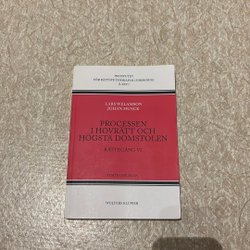 INSTITUTET
FÖR RÄTTSVETENSKAPLIG FORSKNING
LARS WELAMSON
JOHAN MUNCK
PROCESSEN
I HOVRÄTT OCH
HÖGSTA DOMSTOLEN
RÄTTEGÅNG VI
WOLTERS KLUWER